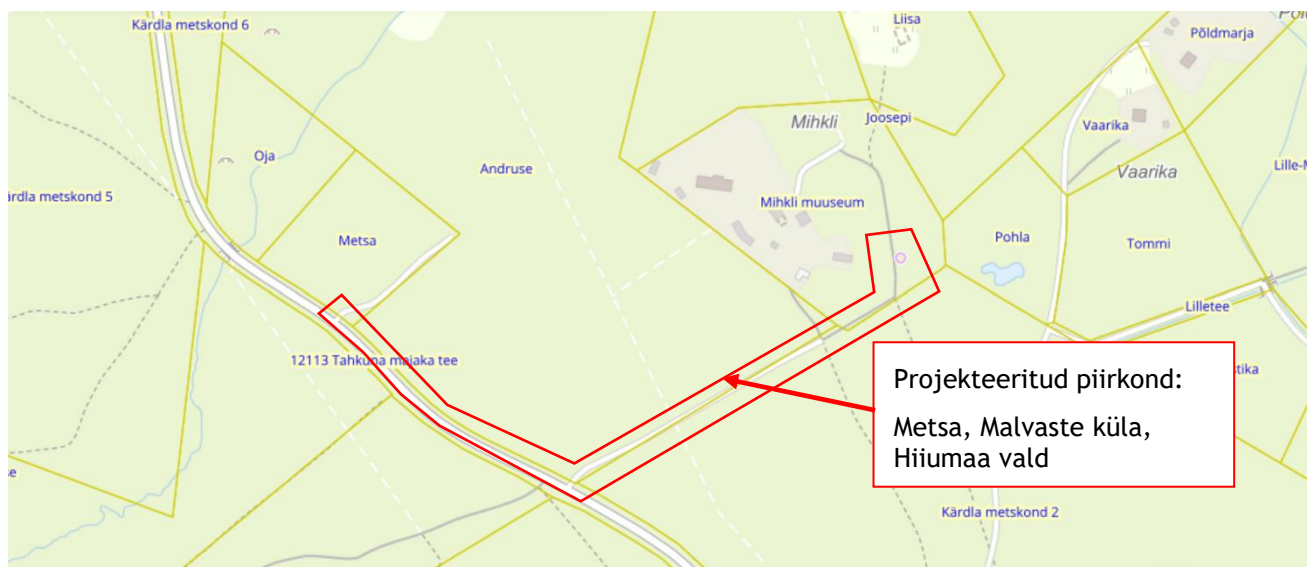 Kärdla metskond 6
Liisa
Põldmarja
Mihkli
Joosepi
Vaarika
Oja
Andruse
Vaarika
Lille-M
ärdla metskond 5
Mihkli muuseum
Metsa
Pohla
Tommi
Lilletee
12113 Tahkuna majaka tee
stika
Projekteeritud piirkond:
Metsa, Malvaste küla,
Hiiumaa vald
Kärdla metskond 2